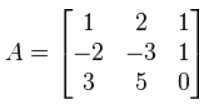 A = [ 1 2 1
-2 -3 1
3 5 0 ]